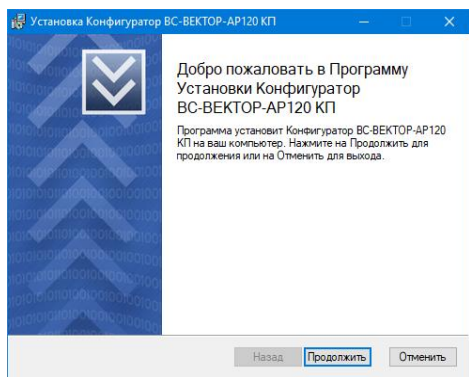 Установка Конфигуратор ВС-ВЕКТОР-АР120 КП
Добро пожаловать в Программу
Установки Конфигуратор
ВС-ВЕКТОР-АР120 КП
Программа установит Конфигуратор ВС-ВЕКТОР-АР120
КП на ваш компьютер. Нажмите на Продолжить для
продолжения или на Отменить для выхода.
Назад
Продолжить
Отменить